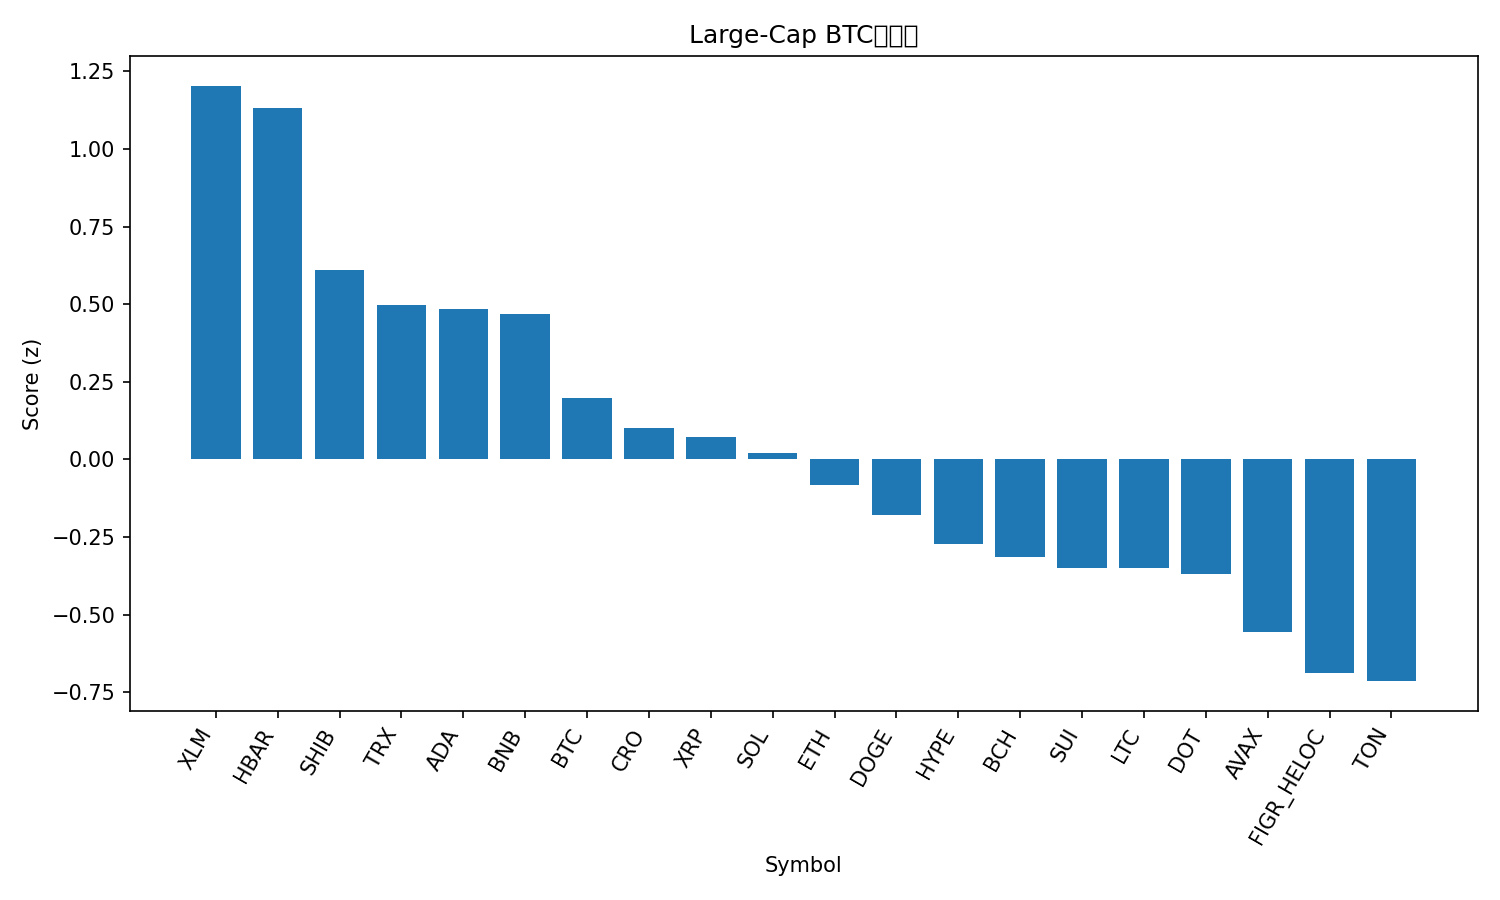 Large-Cap BTC
1.25
1.00
0.75
0.50
0.25
0.00
−0.25
−0.50
−0.75
Score (z)
XLM
HBAR
SHIB
TRX
ADA
BNB
BTC
CRO
XRP
SOL
ETH
DOGE
HYPE
BCH
SUI
LTC
DOT
AVAX
FIGR_HELOC
TON
Symbol